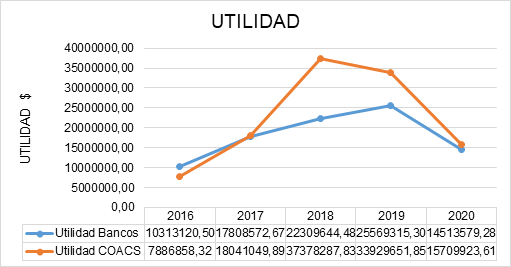 UTILIDAD
40000000,00
35000000,00
30000000,00
25000000,00
20000000,00
15000000,00
10000000,00
5000000,00
0,00
UTILIDAD $
2016 2017 2018 2019 2020
Utilidad Bancos 10313120,50 17808572,67 22309644,48 25569315,30 14513579,28
Utilidad COACS 7886858,32 18041049,89 37378287,83 33929651,85 15709923,61